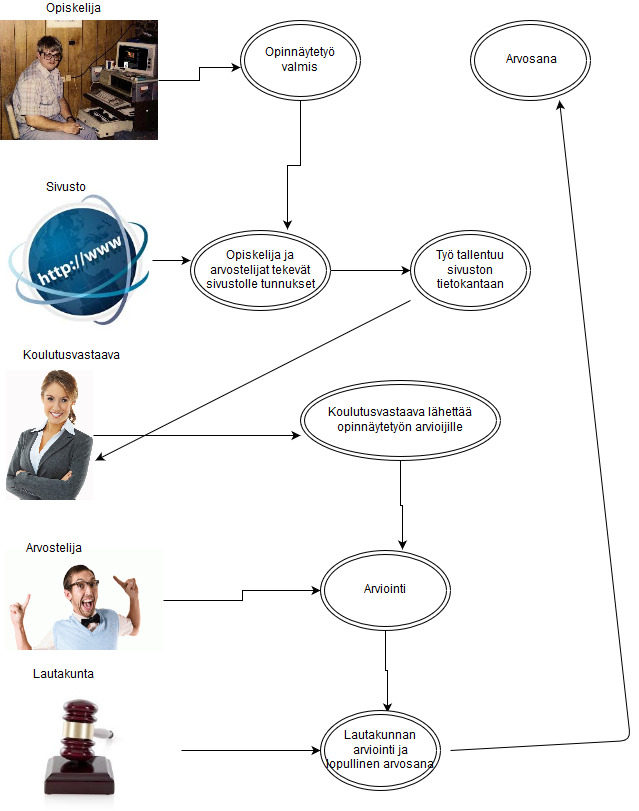 Opiskelija
Opinnäytetyö
valmis
Arvosana
Sivusto
http://www
Opiskelija ja
arvostelijat tekevät
sivustolle tunnukset
Työ tallentuu
sivuston
tietokantaan
Koulutusvastaava
Koulutusvastaava lähettää
opinnäytetyön arvioijille
Arvostelija
Arviointi
Lautakunta
Lautakunnan
arviointi ja
lopullinen arvosana